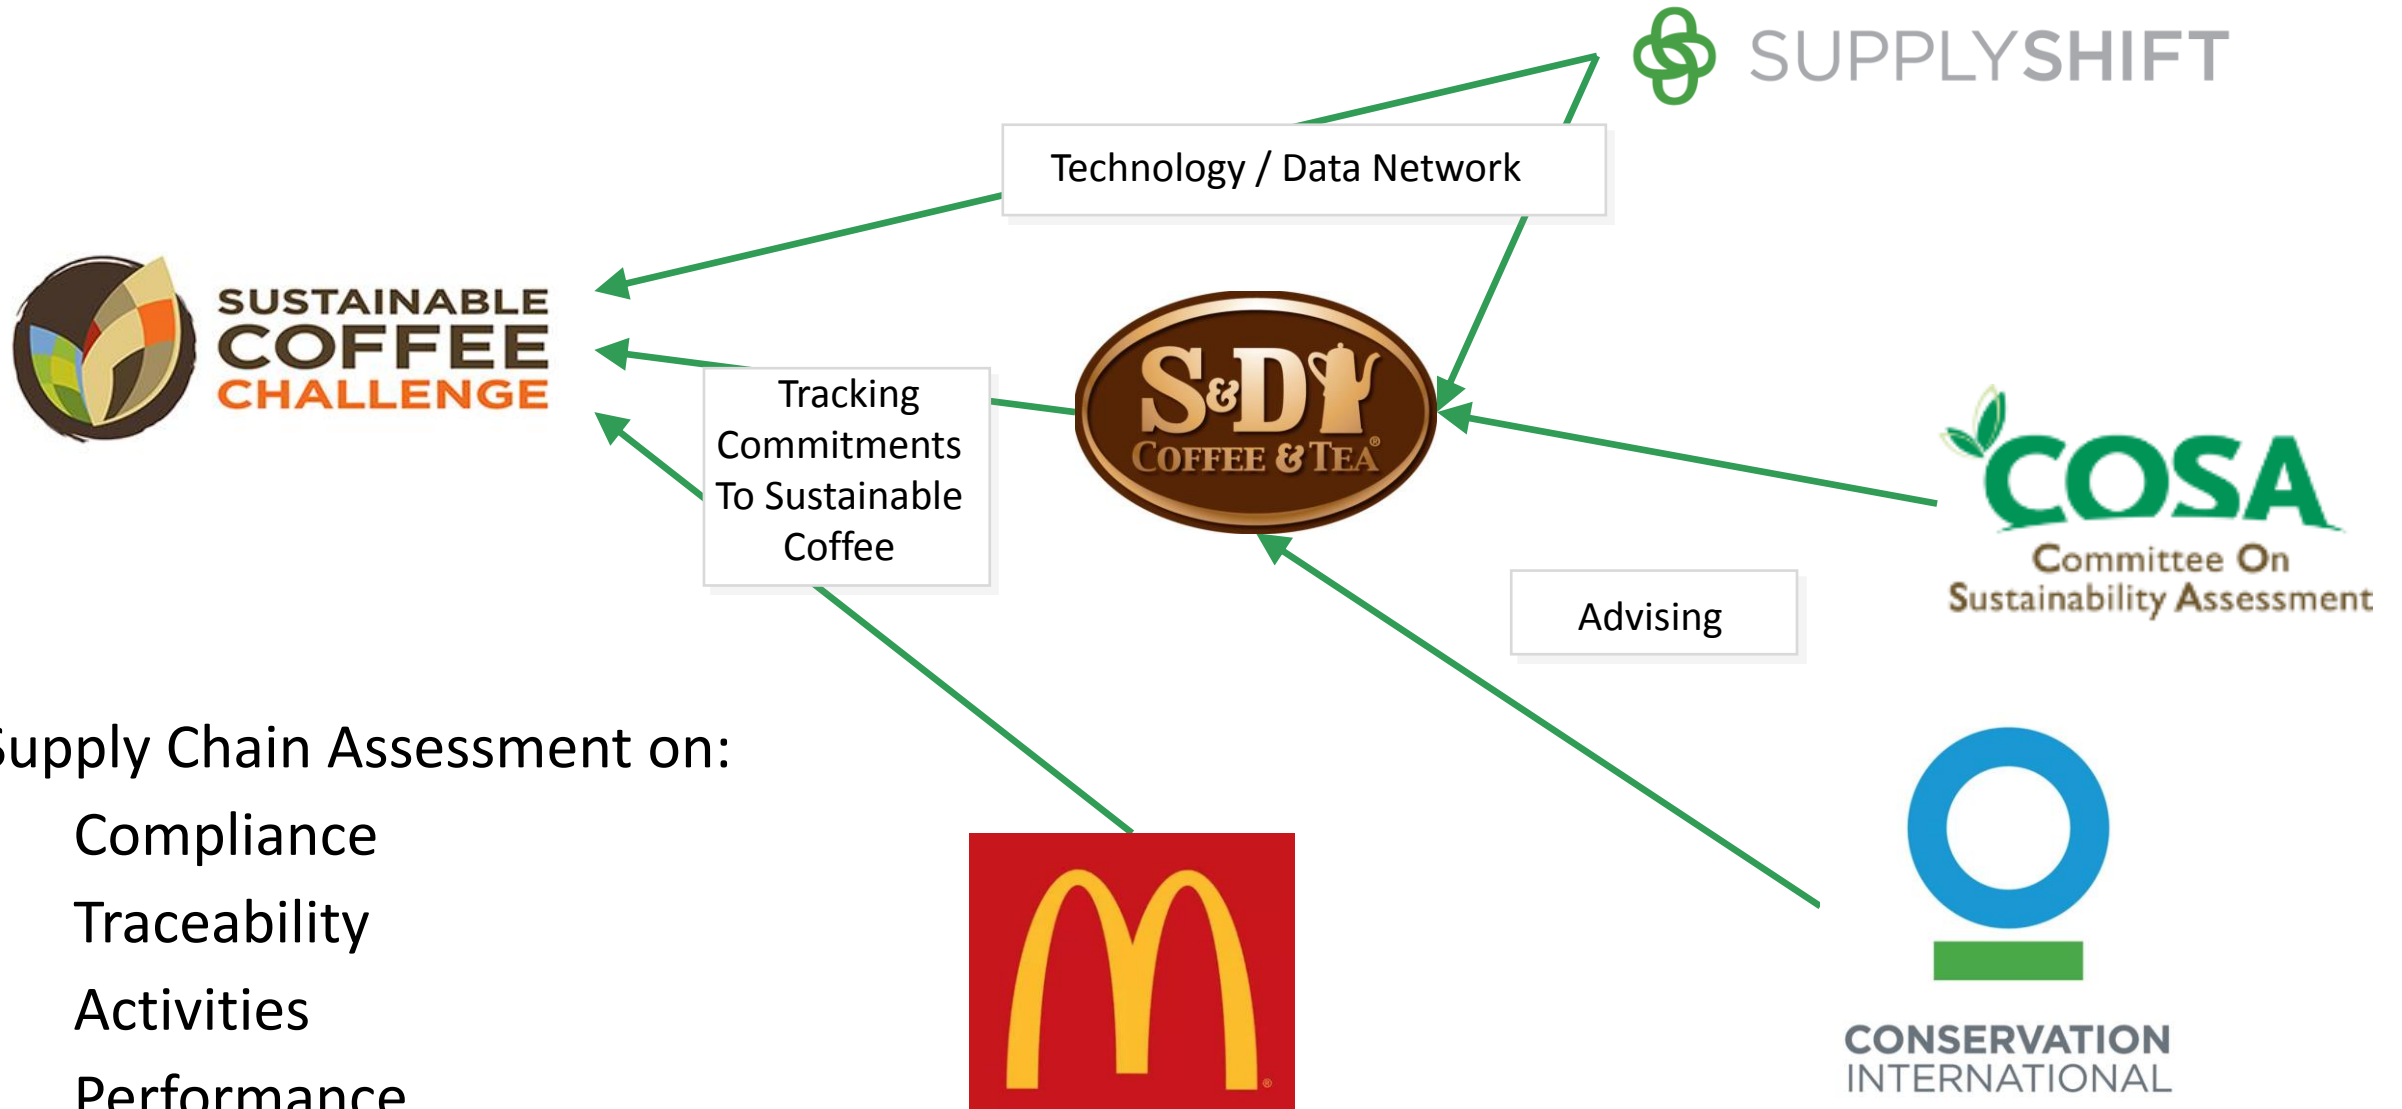 SUPPLYSHIFT
Technology / Data Network
SUSTAINABLE
COFFEE
CHALLENGE
S&D
COFFEE & TEA®
Tracking
Commitments
To Sustainable
Coffee
COSA
Committee On
Sustainability Assessment
Advising
Supply Chain Assessment on:
Compliance
Traceability
Activities
Performance
®
CONSERVATION
INTERNATIONAL